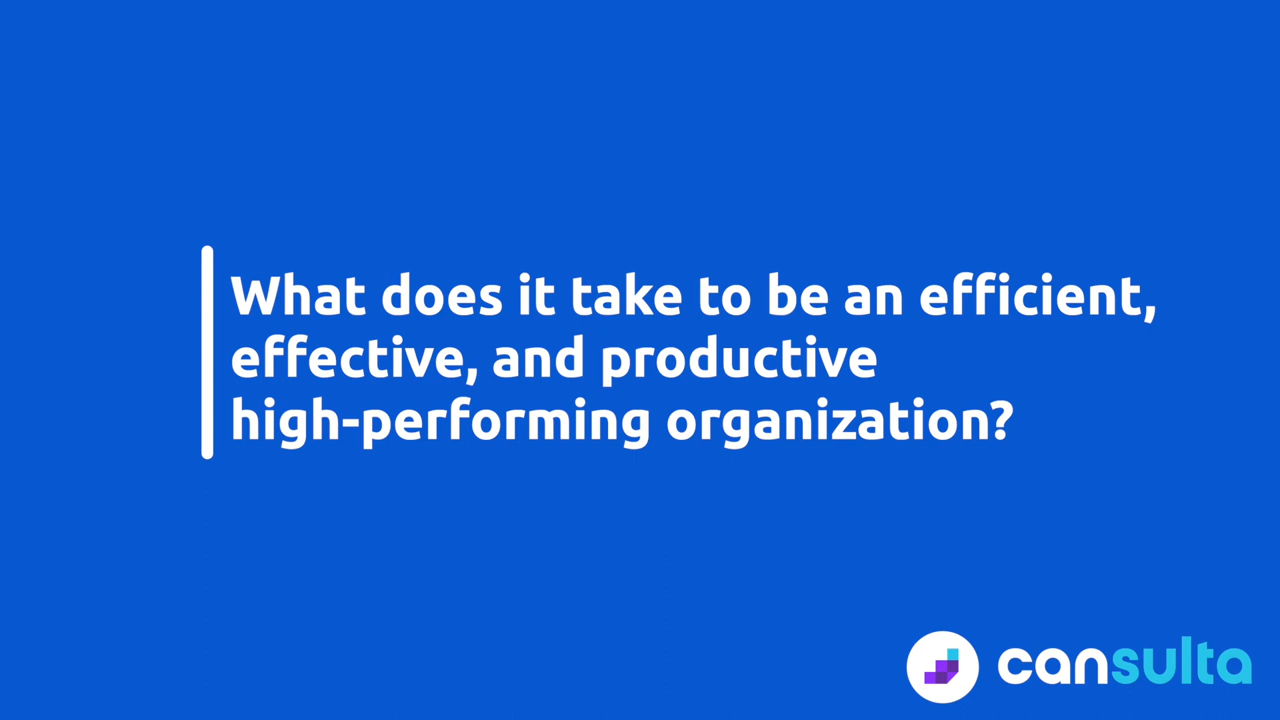 What does it take to be an efficient,
effective, and productive
high-performing organization?
cansulta